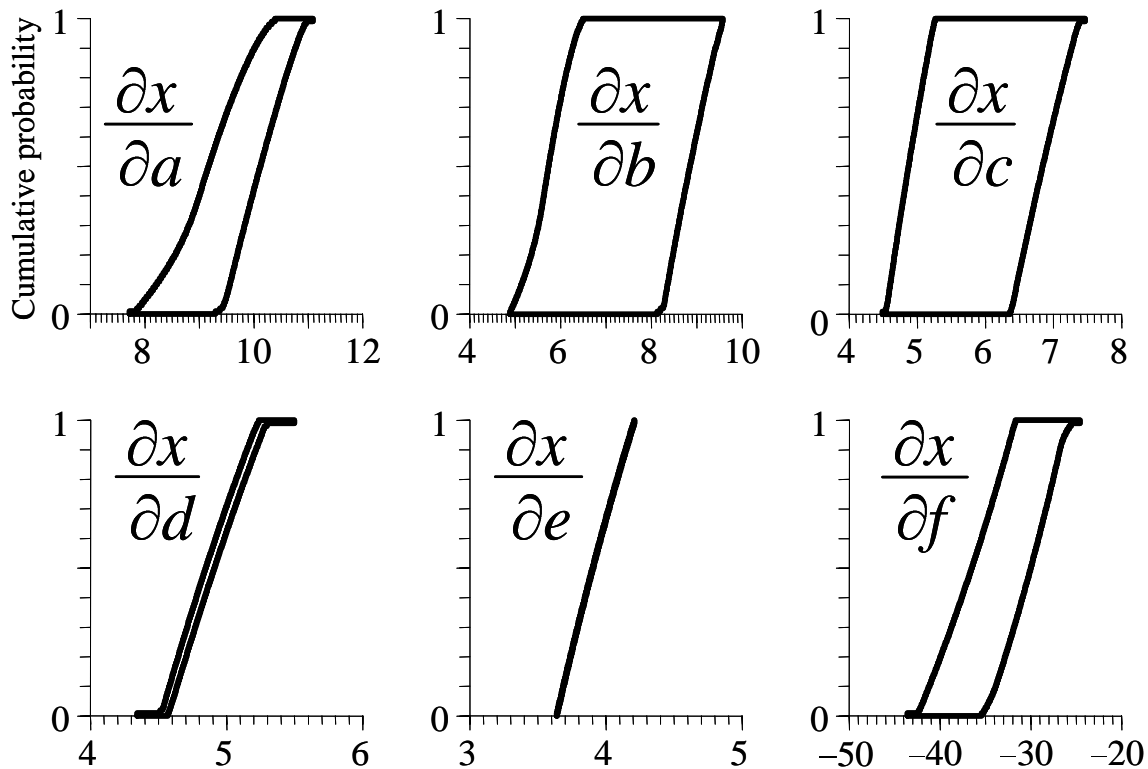 Cumulative probability
1
∂x
∂a
0
8 10 12
1
∂x
∂b
0
4 6 8 10
1
∂x
∂c
0
4 5 6 7 8
1
∂x
∂d
0
4 5 6
1
∂x
∂e
0
3 4 5
1
∂x
∂f
0
–50 –40 –30 –20